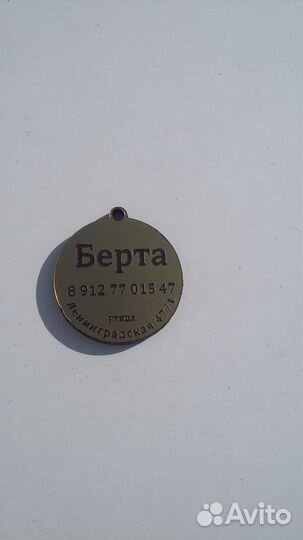 Берта
8 912 77 015 47
улица
Ленинградская, 47/1
Avito